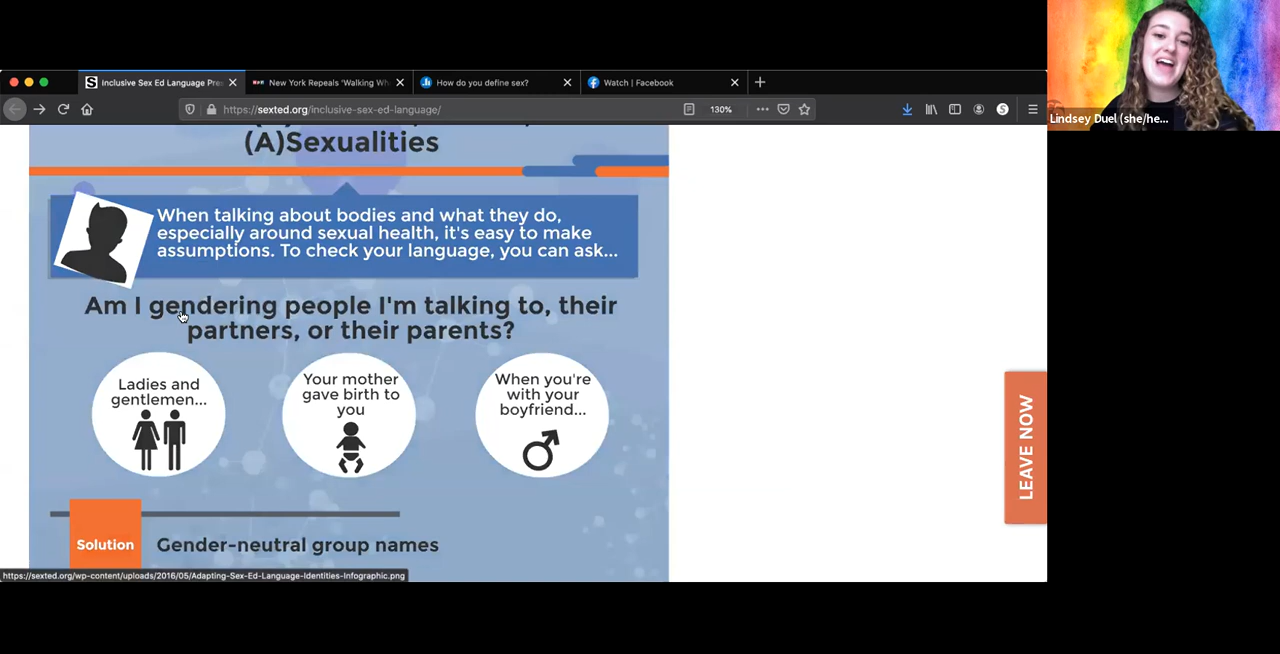 Inclusive Sex Ed Language Pre
New York Repeals 'Walking Wh
How do you define sex?
Watch | Facebook
https://sexted.org/inclusive-sex-ed-language/
130%
Lindsey Duel (she/he...
(A)Sexualities
When talking about bodies and what they do,
especially around sexual health, it's easy to make
assumptions. To check your language, you can ask...
Am I gendering people I'm talking to, their
partners, or their parents?
Ladies and
gentlemen...
Your mother
gave birth to
you
When you're
with your
boyfriend...
LEAVE NOW
Solution
Gender-neutral group names
https://sexted.org/wp-content/uploads/2016/05/Adapting-Sex-Ed-Language-Identities-Infographic.png